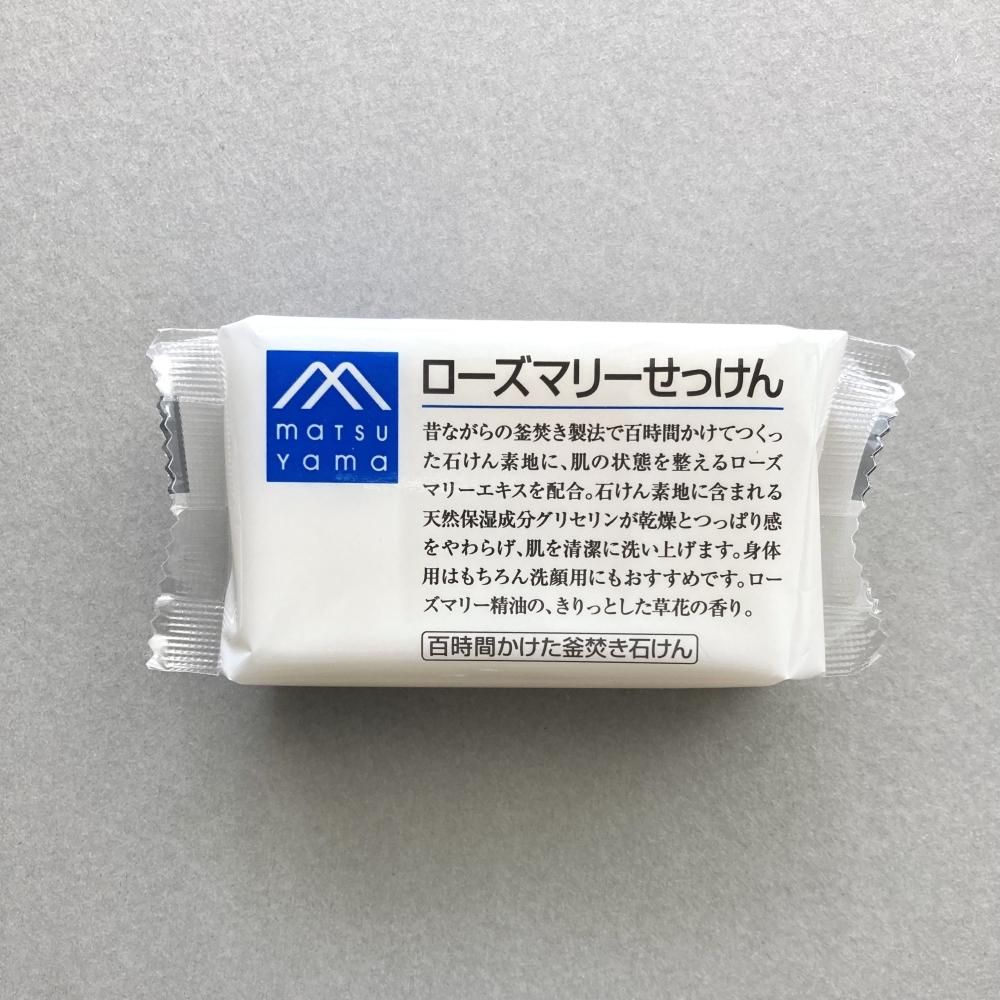 matsu
yama
ローズマリーせっけん
昔ながらの釜焚き製法で百時間かけてつくっ
た石けん素地に、肌の状態を整えるローズ
マリーエキスを配合。石けん素地に含まれる
天然保湿成分グリセリンが乾燥とつっぱり感
をやわらげ、肌を清潔に洗い上げます。身体
用はもちろん洗顔用にもおすすめです。ロー
ズマリー精油の、きりっとした草花の香り。
百時間かけた釜焚き石けん